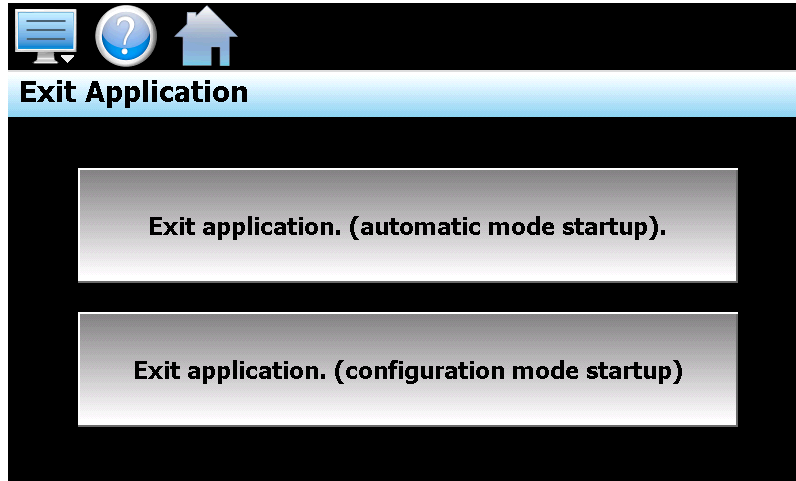 ?
Exit Application
Exit application. (automatic mode startup).
Exit application. (configuration mode startup)